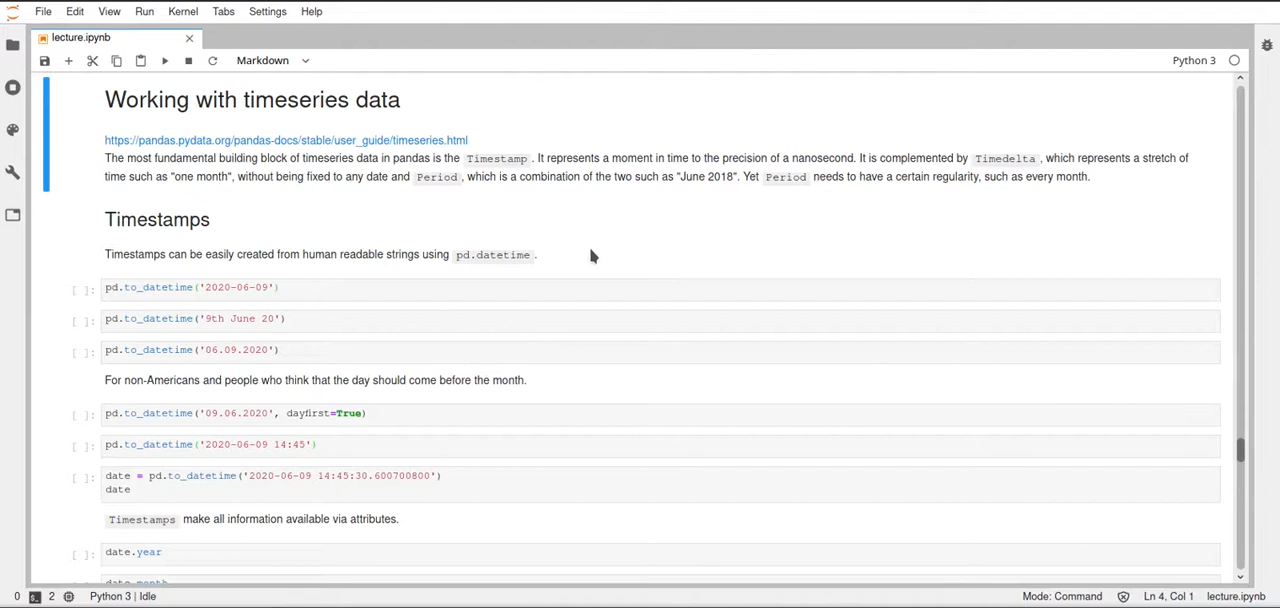 File Edit View Run Kernel Tabs Settings Help
lecture.ipynb
Markdown Python 3
Working with timeseries data
https://pandas.pydata.org/pandas-docs/stable/user_guide/timeseries.html
The most fundamental building block of timeseries data in pandas is the Timestamp . It represents a moment in time to the precision of a nanosecond. It is complemented by Timedelta , which represents a stretch of
time such as "one month", without being fixed to any date and Period , which is a combination of the two such as "June 2018". Yet Period needs to have a certain regularity, such as every month.
Timestamps
Timestamps can be easily created from human readable strings using pd.datetime .
[ ]: pd.to_datetime('2020-06-09')
[ ]: pd.to_datetime('9th June 20')
[ ]: pd.to_datetime('06.09.2020')
For non-Americans and people who think that the day should come before the month.
[ ]: pd.to_datetime('09.06.2020', dayfirst=True)
[ ]: pd.to_datetime('2020-06-09 14:45')
[ ]: date = pd.to_datetime('2020-06-09 14:45:30.600700800')
date
Timestamps make all information available via attributes.
[ ]: date.year
date.month
0 2 Python 3 | Idle Mode: Command Ln 4, Col 1 lecture.ipynb